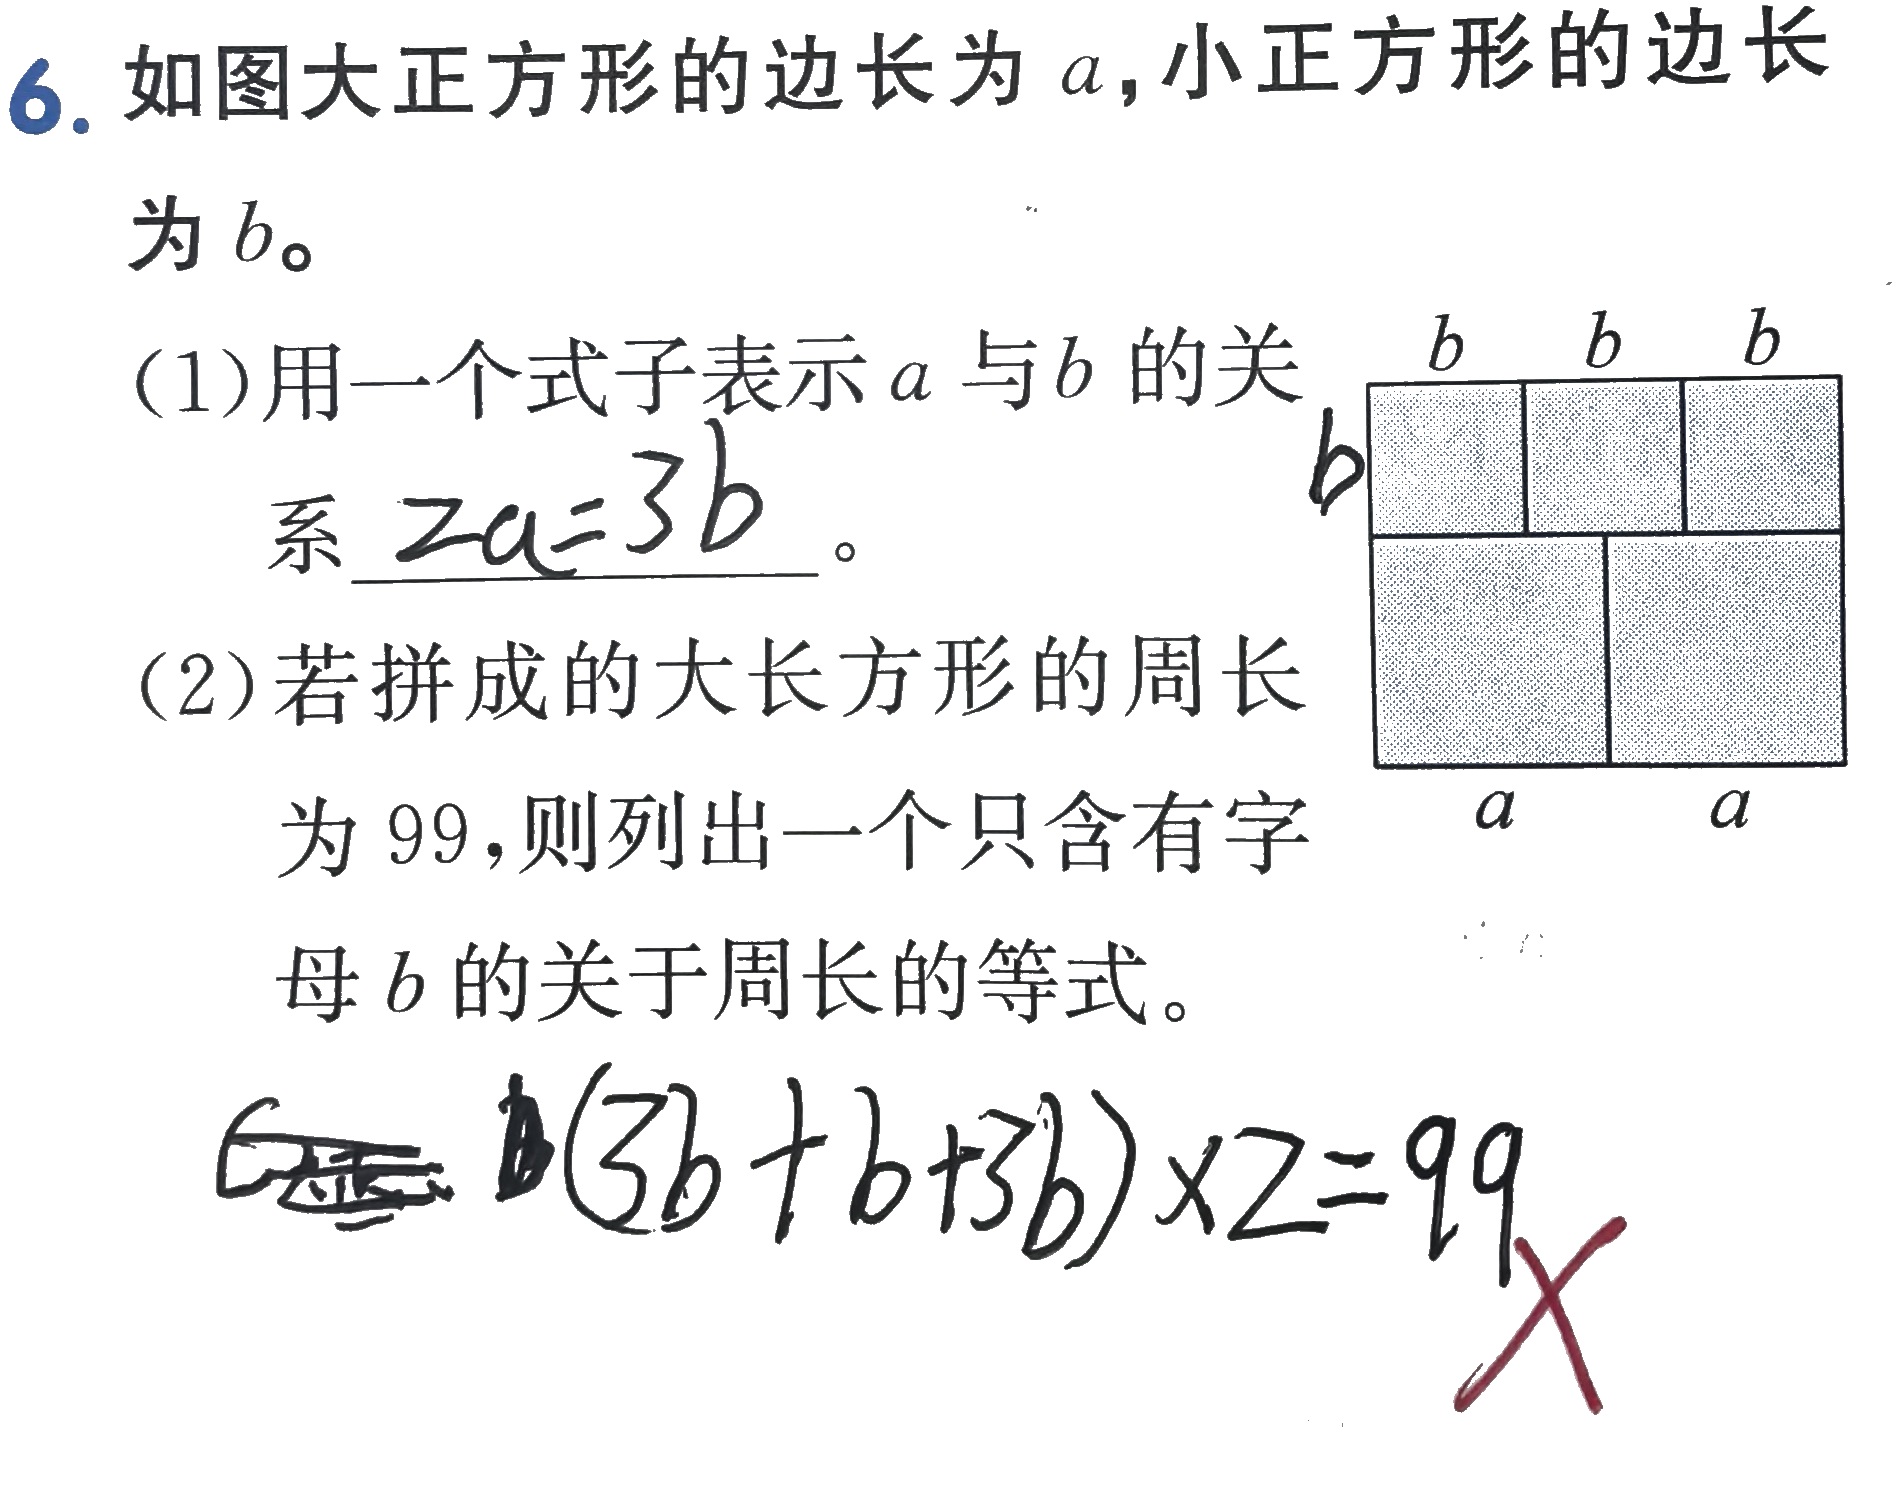 6. 如图大正方形的边长为 a,小正方形的边长
为 b。
(1)用一个式子表示 a 与 b 的关
系 2a=3b 。
(2)若拼成的大长方形的周长
为 99,则列出一个只含有字
母 b 的关于周长的等式。
b b b
b
a a
(3b+b+3b)×2=99